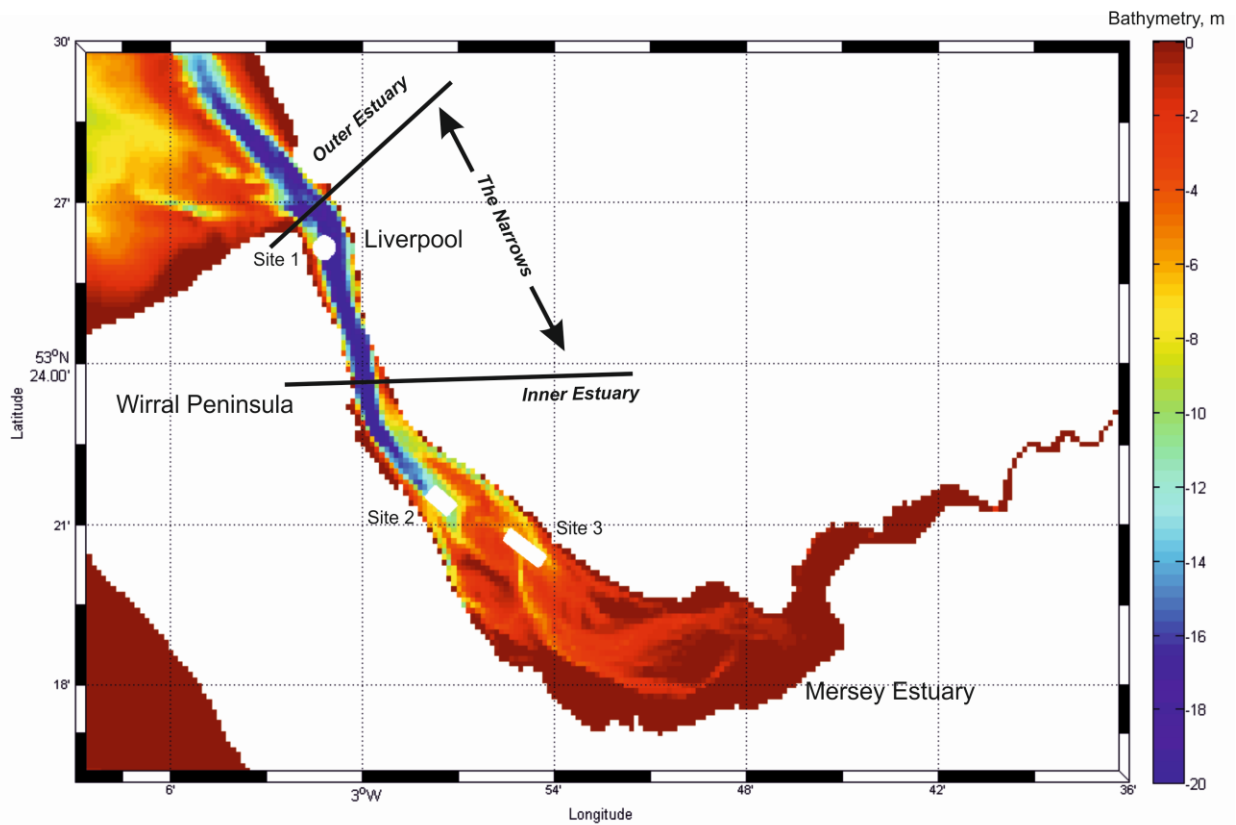 Bathymetry, m
30'
27'
53°N
24.00'
21'
18'
Latitude
6'
3°W
54'
48'
42'
36'
Longitude
Outer Estuary
The Narrows
Liverpool
Site 1
Inner Estuary
Wirral Peninsula
Site 2
Site 3
Mersey Estuary
0
-2
-4
-6
-8
-10
-12
-14
-16
-18
-20